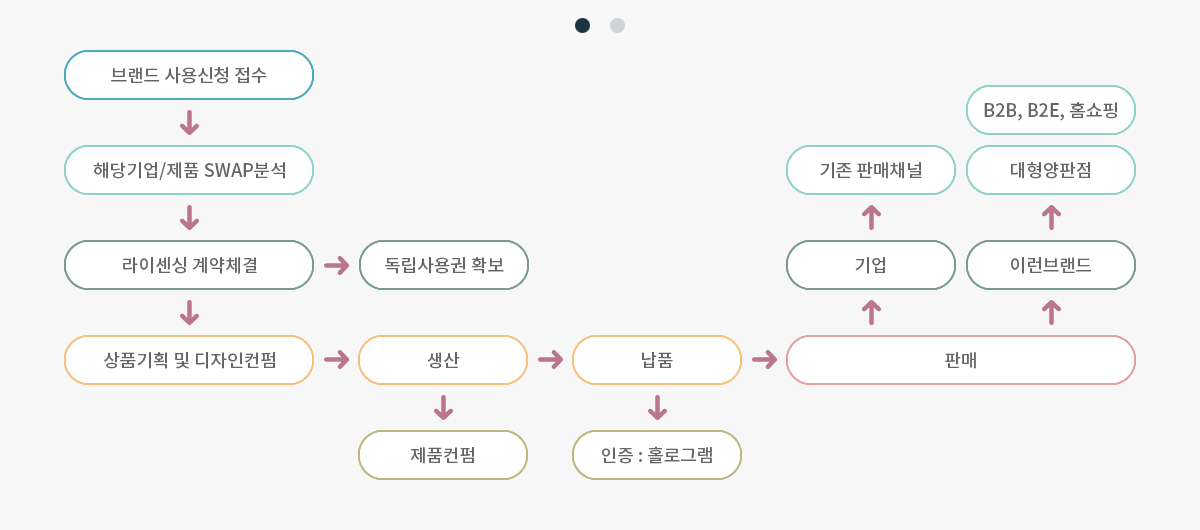 브랜드 사용신청 접수
해당기업/제품 SWAP분석
라이센싱 계약체결
독립사용권 확보
상품기획 및 디자인컨펌
생산
제품컨펌
납품
인증 : 홀로그램
판매
기업
기존 판매채널
이런브랜드
대형양판점
B2B, B2E, 홈쇼핑